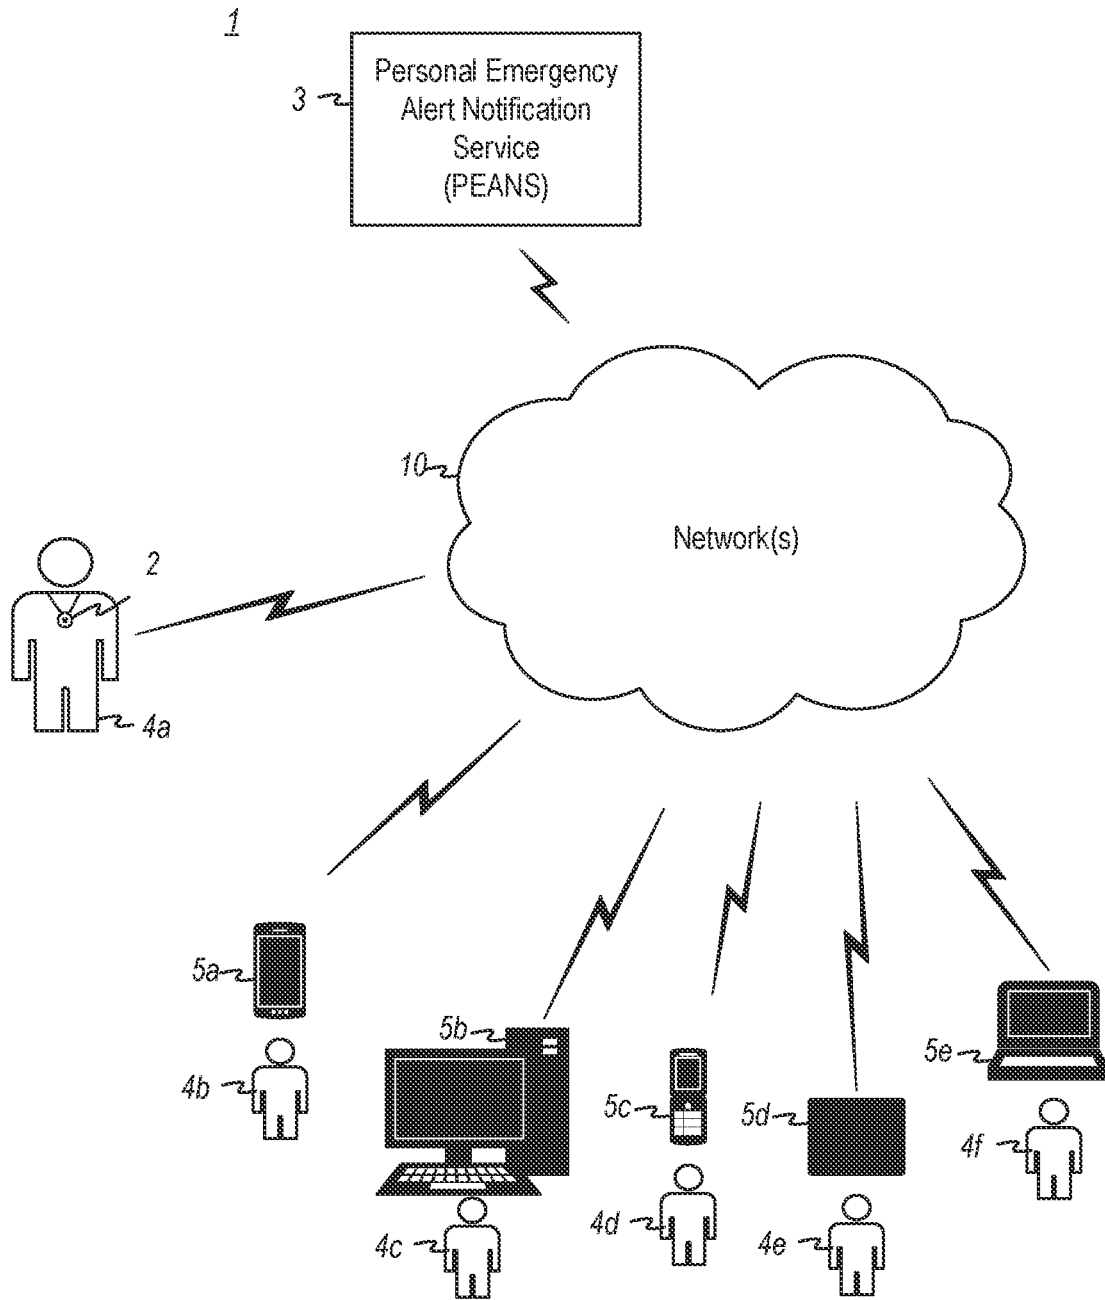 1
Personal Emergency
Alert Notification
Service
(PEANS)
3
10
Network(s)
2
4a
5a
4b
5b
4c
5c
4d
5d
4e
5e
4f